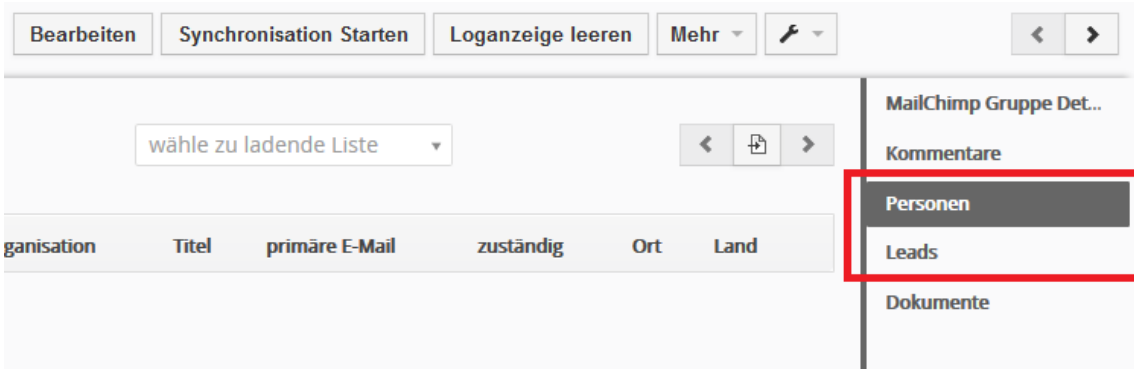 Bearbeiten Synchronisation Starten Loganzeige leeren Mehr
MailChimp Gruppe Det...
wähle zu ladende Liste
Kommentare
Personen
ganisation Titel primäre E-Mail zuständig Ort Land
Leads
Dokumente